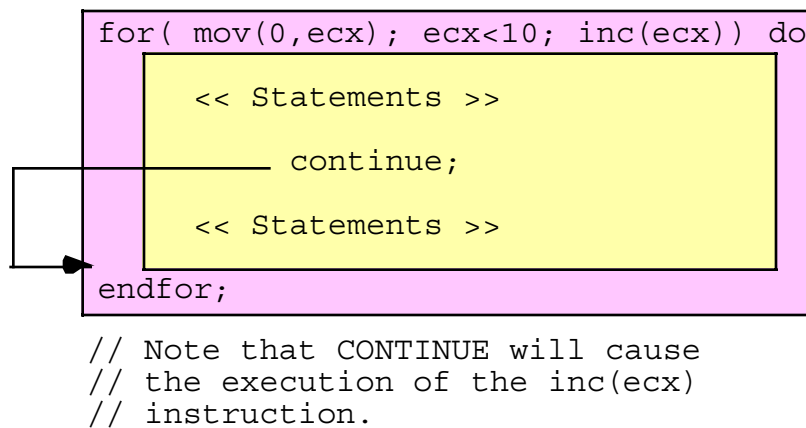 for( mov(0,ecx); ecx<10; inc(ecx)) do
<< Statements >>
continue;
<< Statements >>
endfor;
// Note that CONTINUE will cause
// the execution of the inc(ecx)
// instruction.